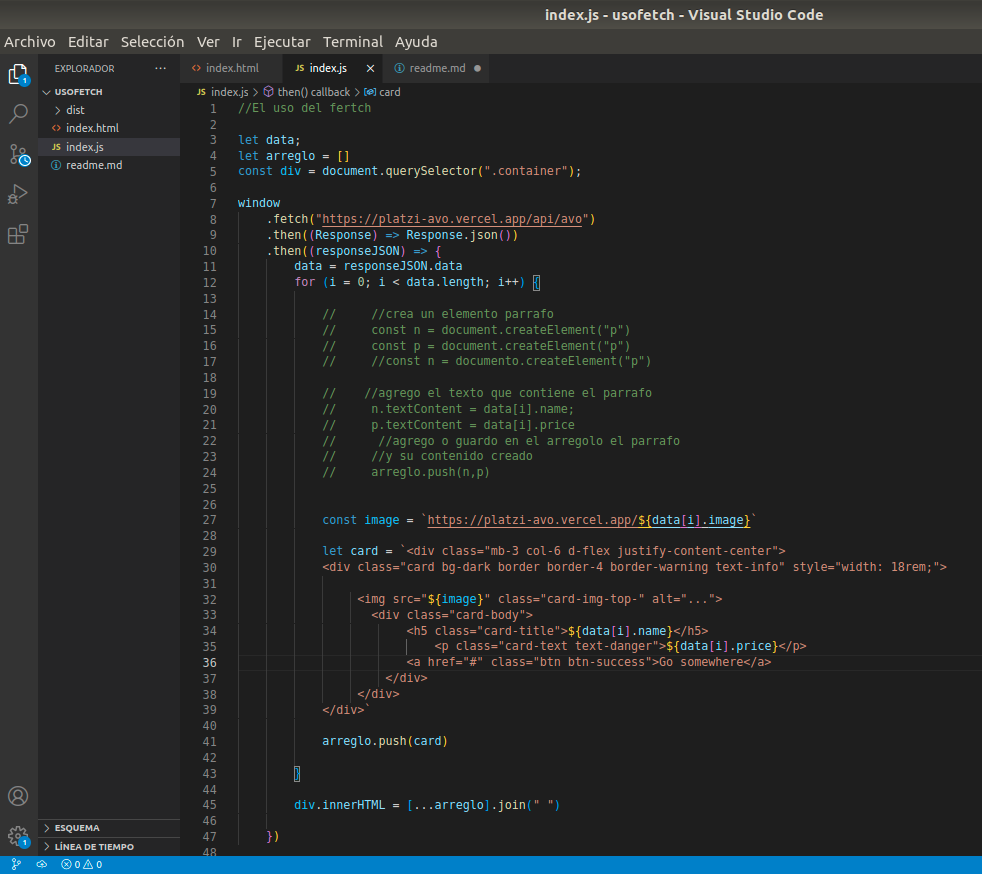 index.js - usofetch - Visual Studio Code
Archivo Editar Selección Ver Ir Ejecutar Terminal Ayuda
EXPLORADOR ···
index.html
JS index.js ×
readme.md ●
USOFETCH
dist
index.html
JS index.js
readme.md
JS index.js > then() callback > card
1 //El uso del fertch
2
3 let data;
4 let arreglo = []
5 const div = document.querySelector(".container");
6
7 window
8 .fetch("https://platzi-avo.vercel.app/api/avo")
9 .then((Response) => Response.json())
10 .then((responseJSON) => {
11 data = responseJSON.data
12 for (i = 0; i < data.length; i++) {
13
14 // //crea un elemento parrafo
15 // const n = document.createElement("p")
16 // const p = document.createElement("p")
17 // //const n = documento.createElement("p")
18
19 // //agrego el texto que contiene el parrafo
20 // n.textContent = data[i].name;
21 // p.textContent = data[i].price
22 // //agrego o guardo en el arregolo el parrafo
23 // //y su contenido creado
24 // arreglo.push(n,p)
25
26
27 const image = `https://platzi-avo.vercel.app/${data[i].image}`
28
29 let card = `<div class="mb-3 col-6 d-flex justify-content-center">
30 <div class="card bg-dark border border-4 border-warning text-info" style="width: 18rem;">
31
32 <img src="${image}" class="card-img-top-" alt="...">
33 <div class="card-body">
34 <h5 class="card-title">${data[i].name}</h5>
35 <p class="card-text text-danger">${data[i].price}</p>
36 <a href="#" class="btn btn-success">Go somewhere</a>
37 </div>
38 </div>
39 </div>`
40
41 arreglo.push(card)
42
43 }
44
45 div.innerHTML = [...arreglo].join(" ")
46
47 })
48
ESQUEMA
LÍNEA DE TIEMPO
1
1
0 0